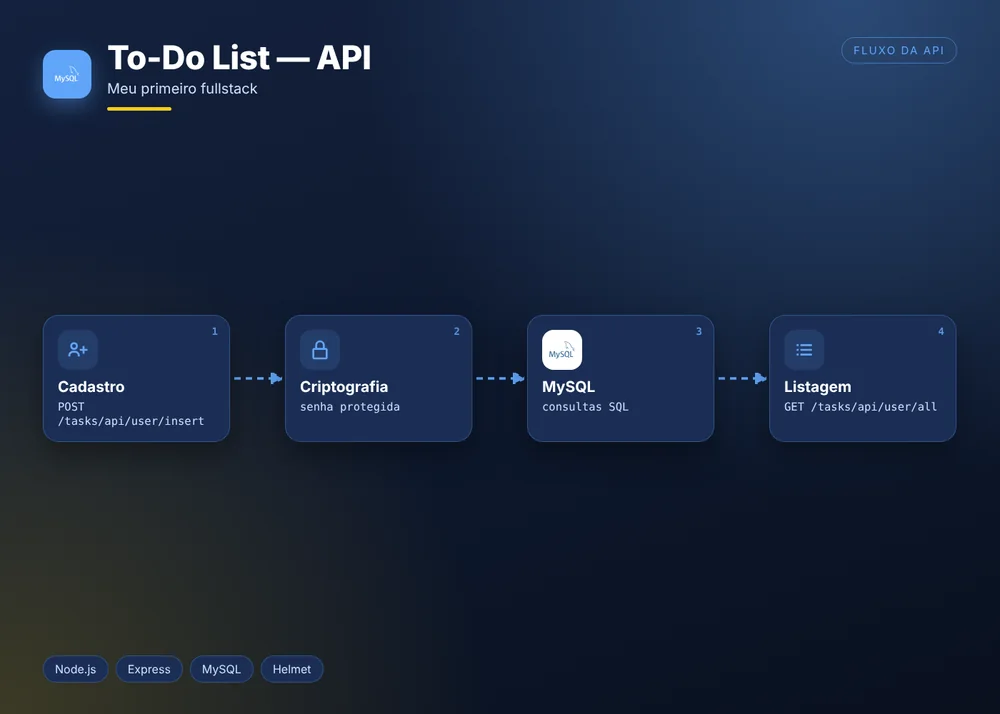 MySQL
To-Do List — API
Meu primeiro fullstack
FLUXO DA API
1
Cadastro
POST
/tasks/api/user/insert
2
Criptografia
senha protegida
3
MySQL
MySQL
consultas SQL
4
Listagem
GET /tasks/api/user/all
Node.js
Express
MySQL
Helmet